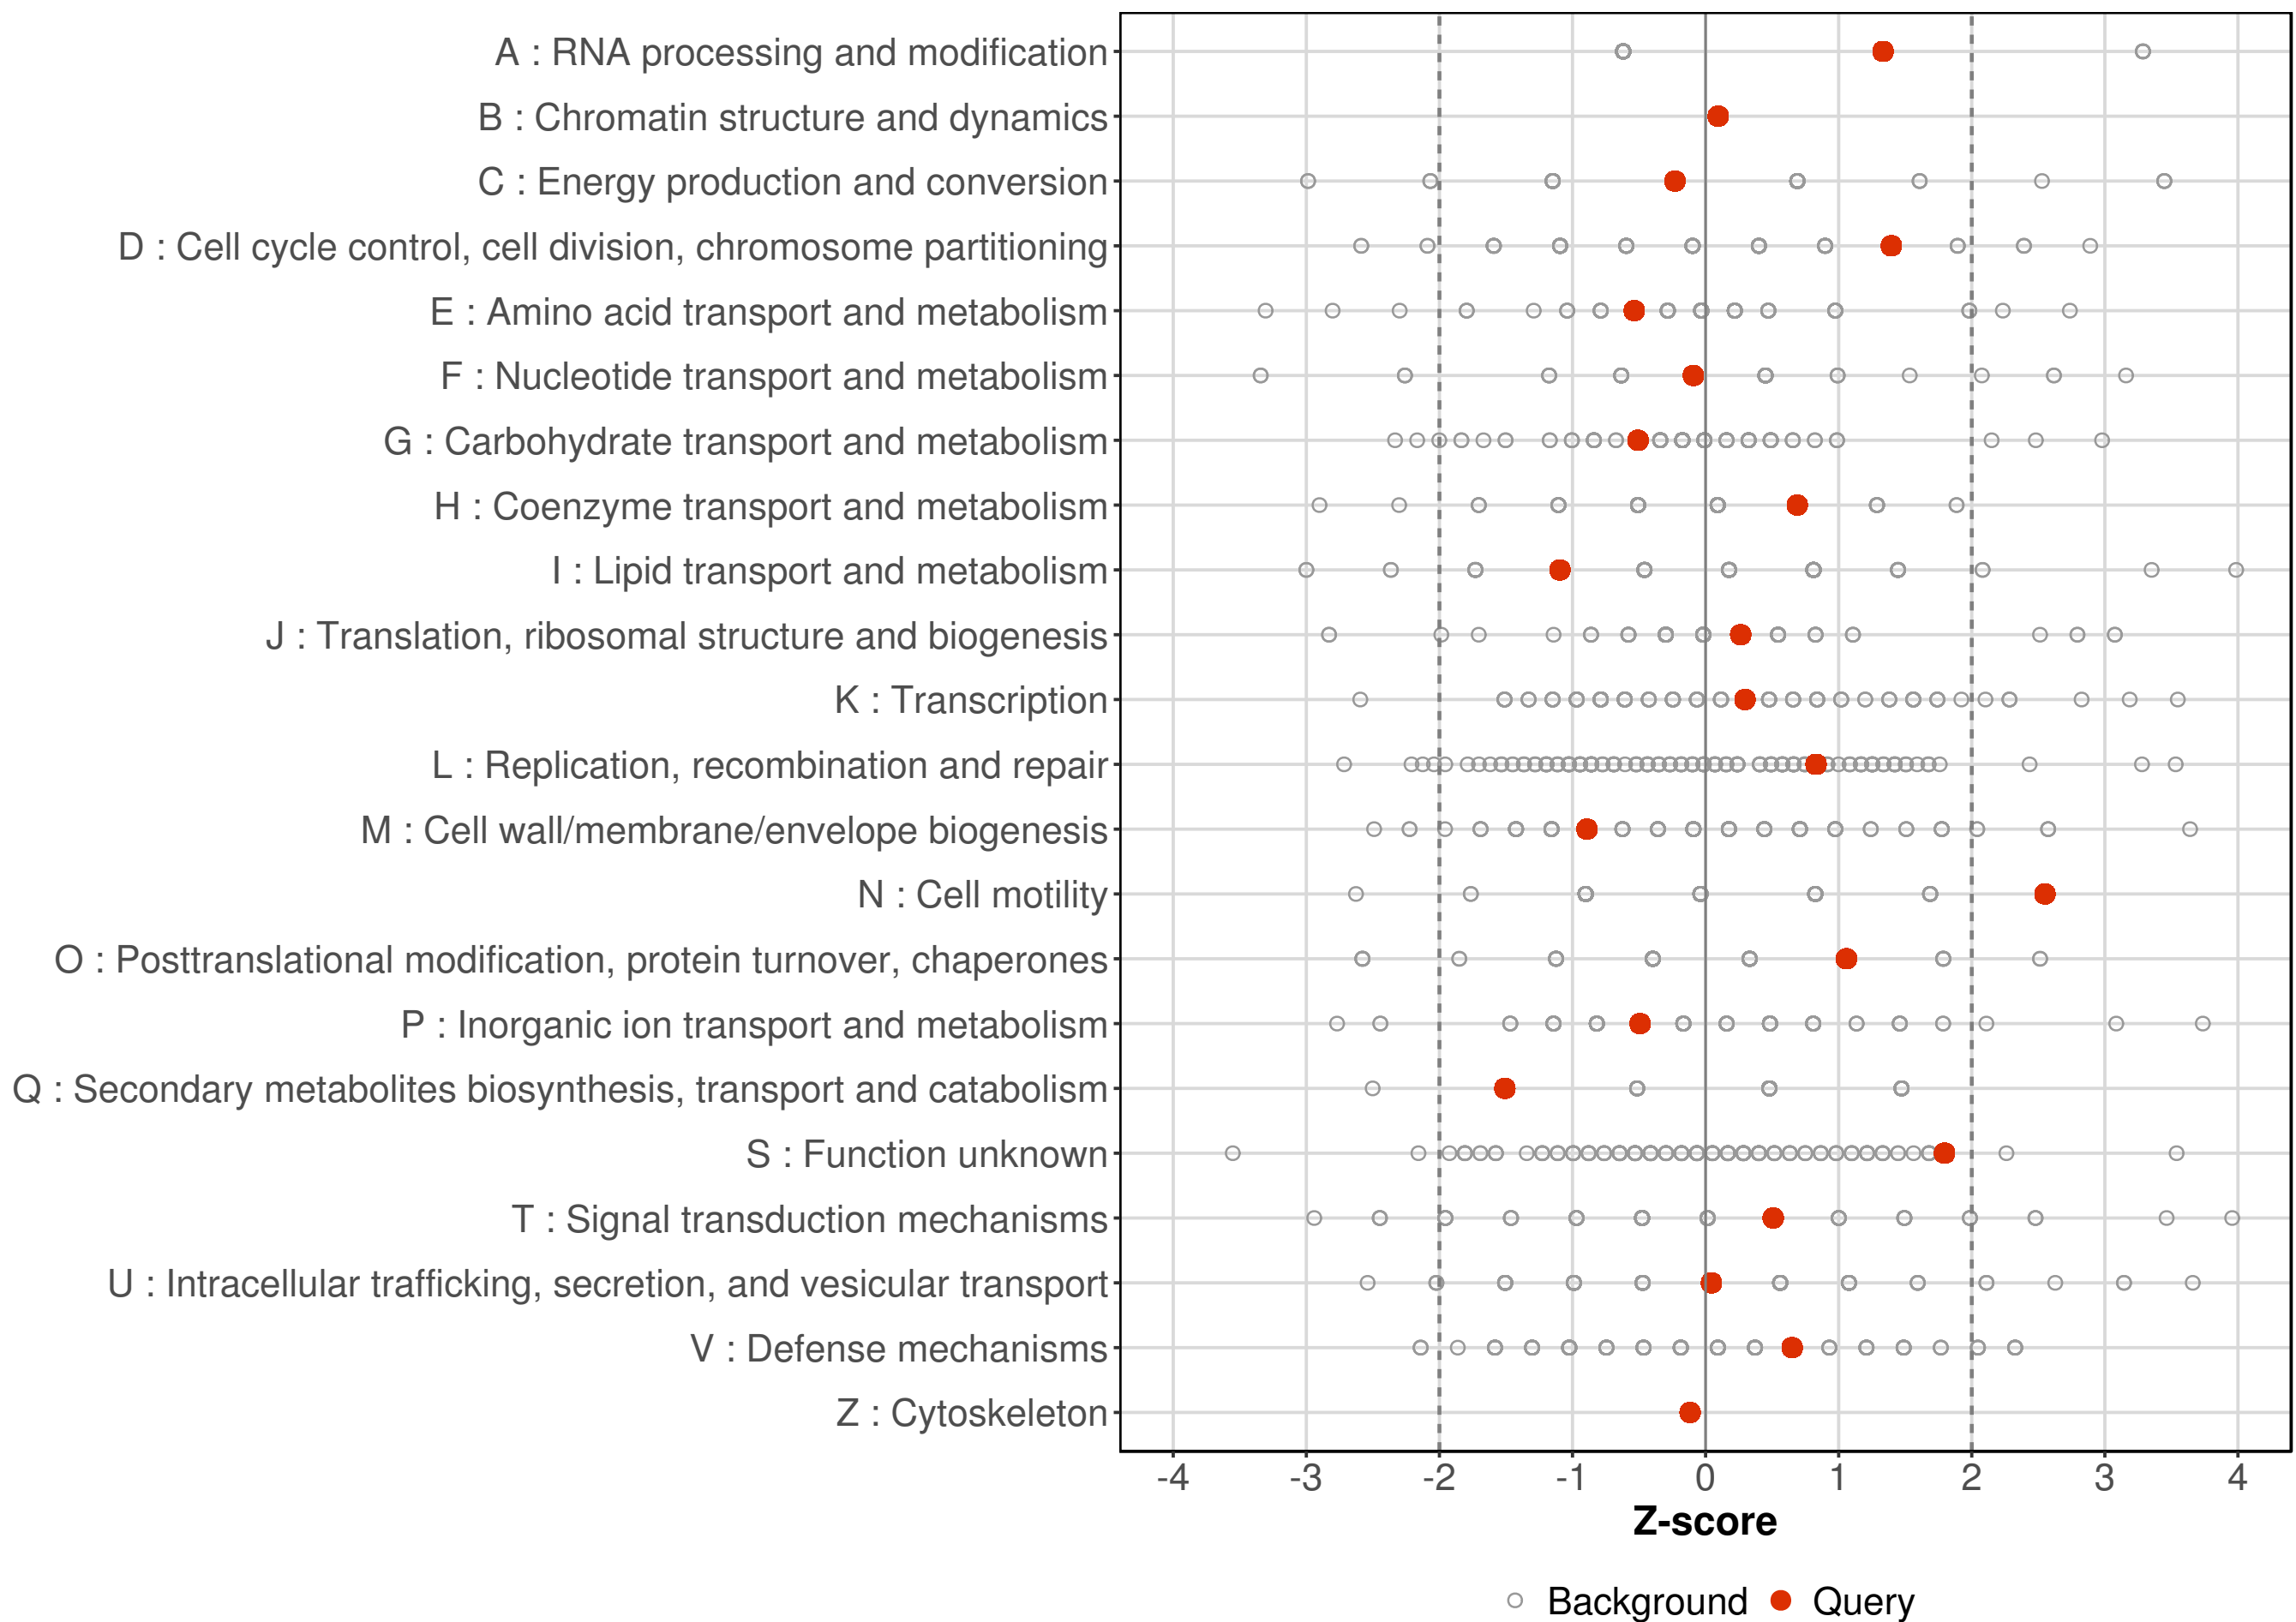 A : RNA processing and modification
B : Chromatin structure and dynamics
C : Energy production and conversion
D : Cell cycle control, cell division, chromosome partitioning
E : Amino acid transport and metabolism
F : Nucleotide transport and metabolism
G : Carbohydrate transport and metabolism
H : Coenzyme transport and metabolism
I : Lipid transport and metabolism
J : Translation, ribosomal structure and biogenesis
K : Transcription
L : Replication, recombination and repair
M : Cell wall/membrane/envelope biogenesis
N : Cell motility
O : Posttranslational modification, protein turnover, chaperones
P : Inorganic ion transport and metabolism
Q : Secondary metabolites biosynthesis, transport and catabolism
S : Function unknown
T : Signal transduction mechanisms
U : Intracellular trafficking, secretion, and vesicular transport
V : Defense mechanisms
Z : Cytoskeleton
-4 -3 -2 -1 0 1 2 3 4
Z-score
Background Query